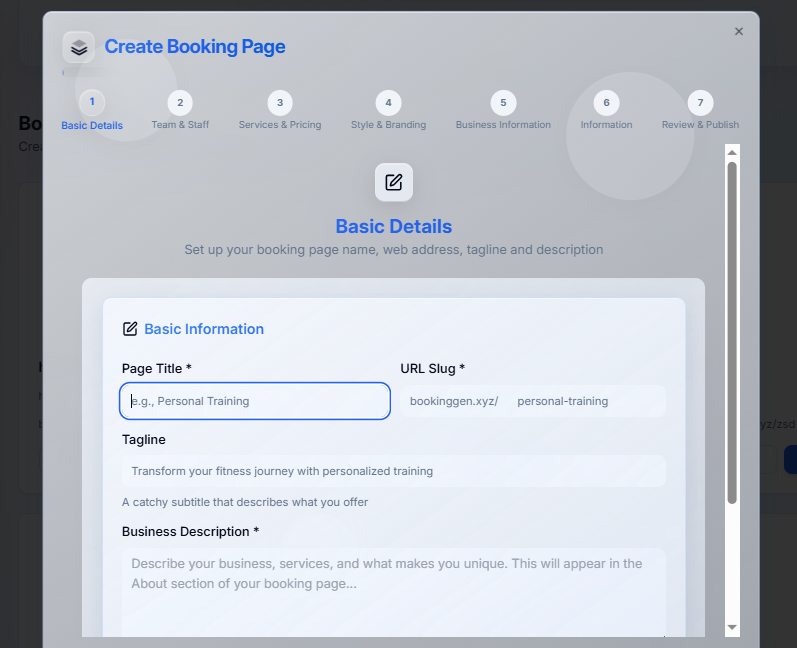 Create Booking Page
×
1 2 3 4 5 6 7
Basic Details Team & Staff Services & Pricing Style & Branding Business Information Information Review & Publish
Basic Details
Set up your booking page name, web address, tagline and description
Basic Information
Page Title * URL Slug *
e.g., Personal Training bookinggen.xyz/ personal-training
Tagline
Transform your fitness journey with personalized training
A catchy subtitle that describes what you offer
Business Description *
Describe your business, services, and what makes you unique. This will appear in the
About section of your booking page...